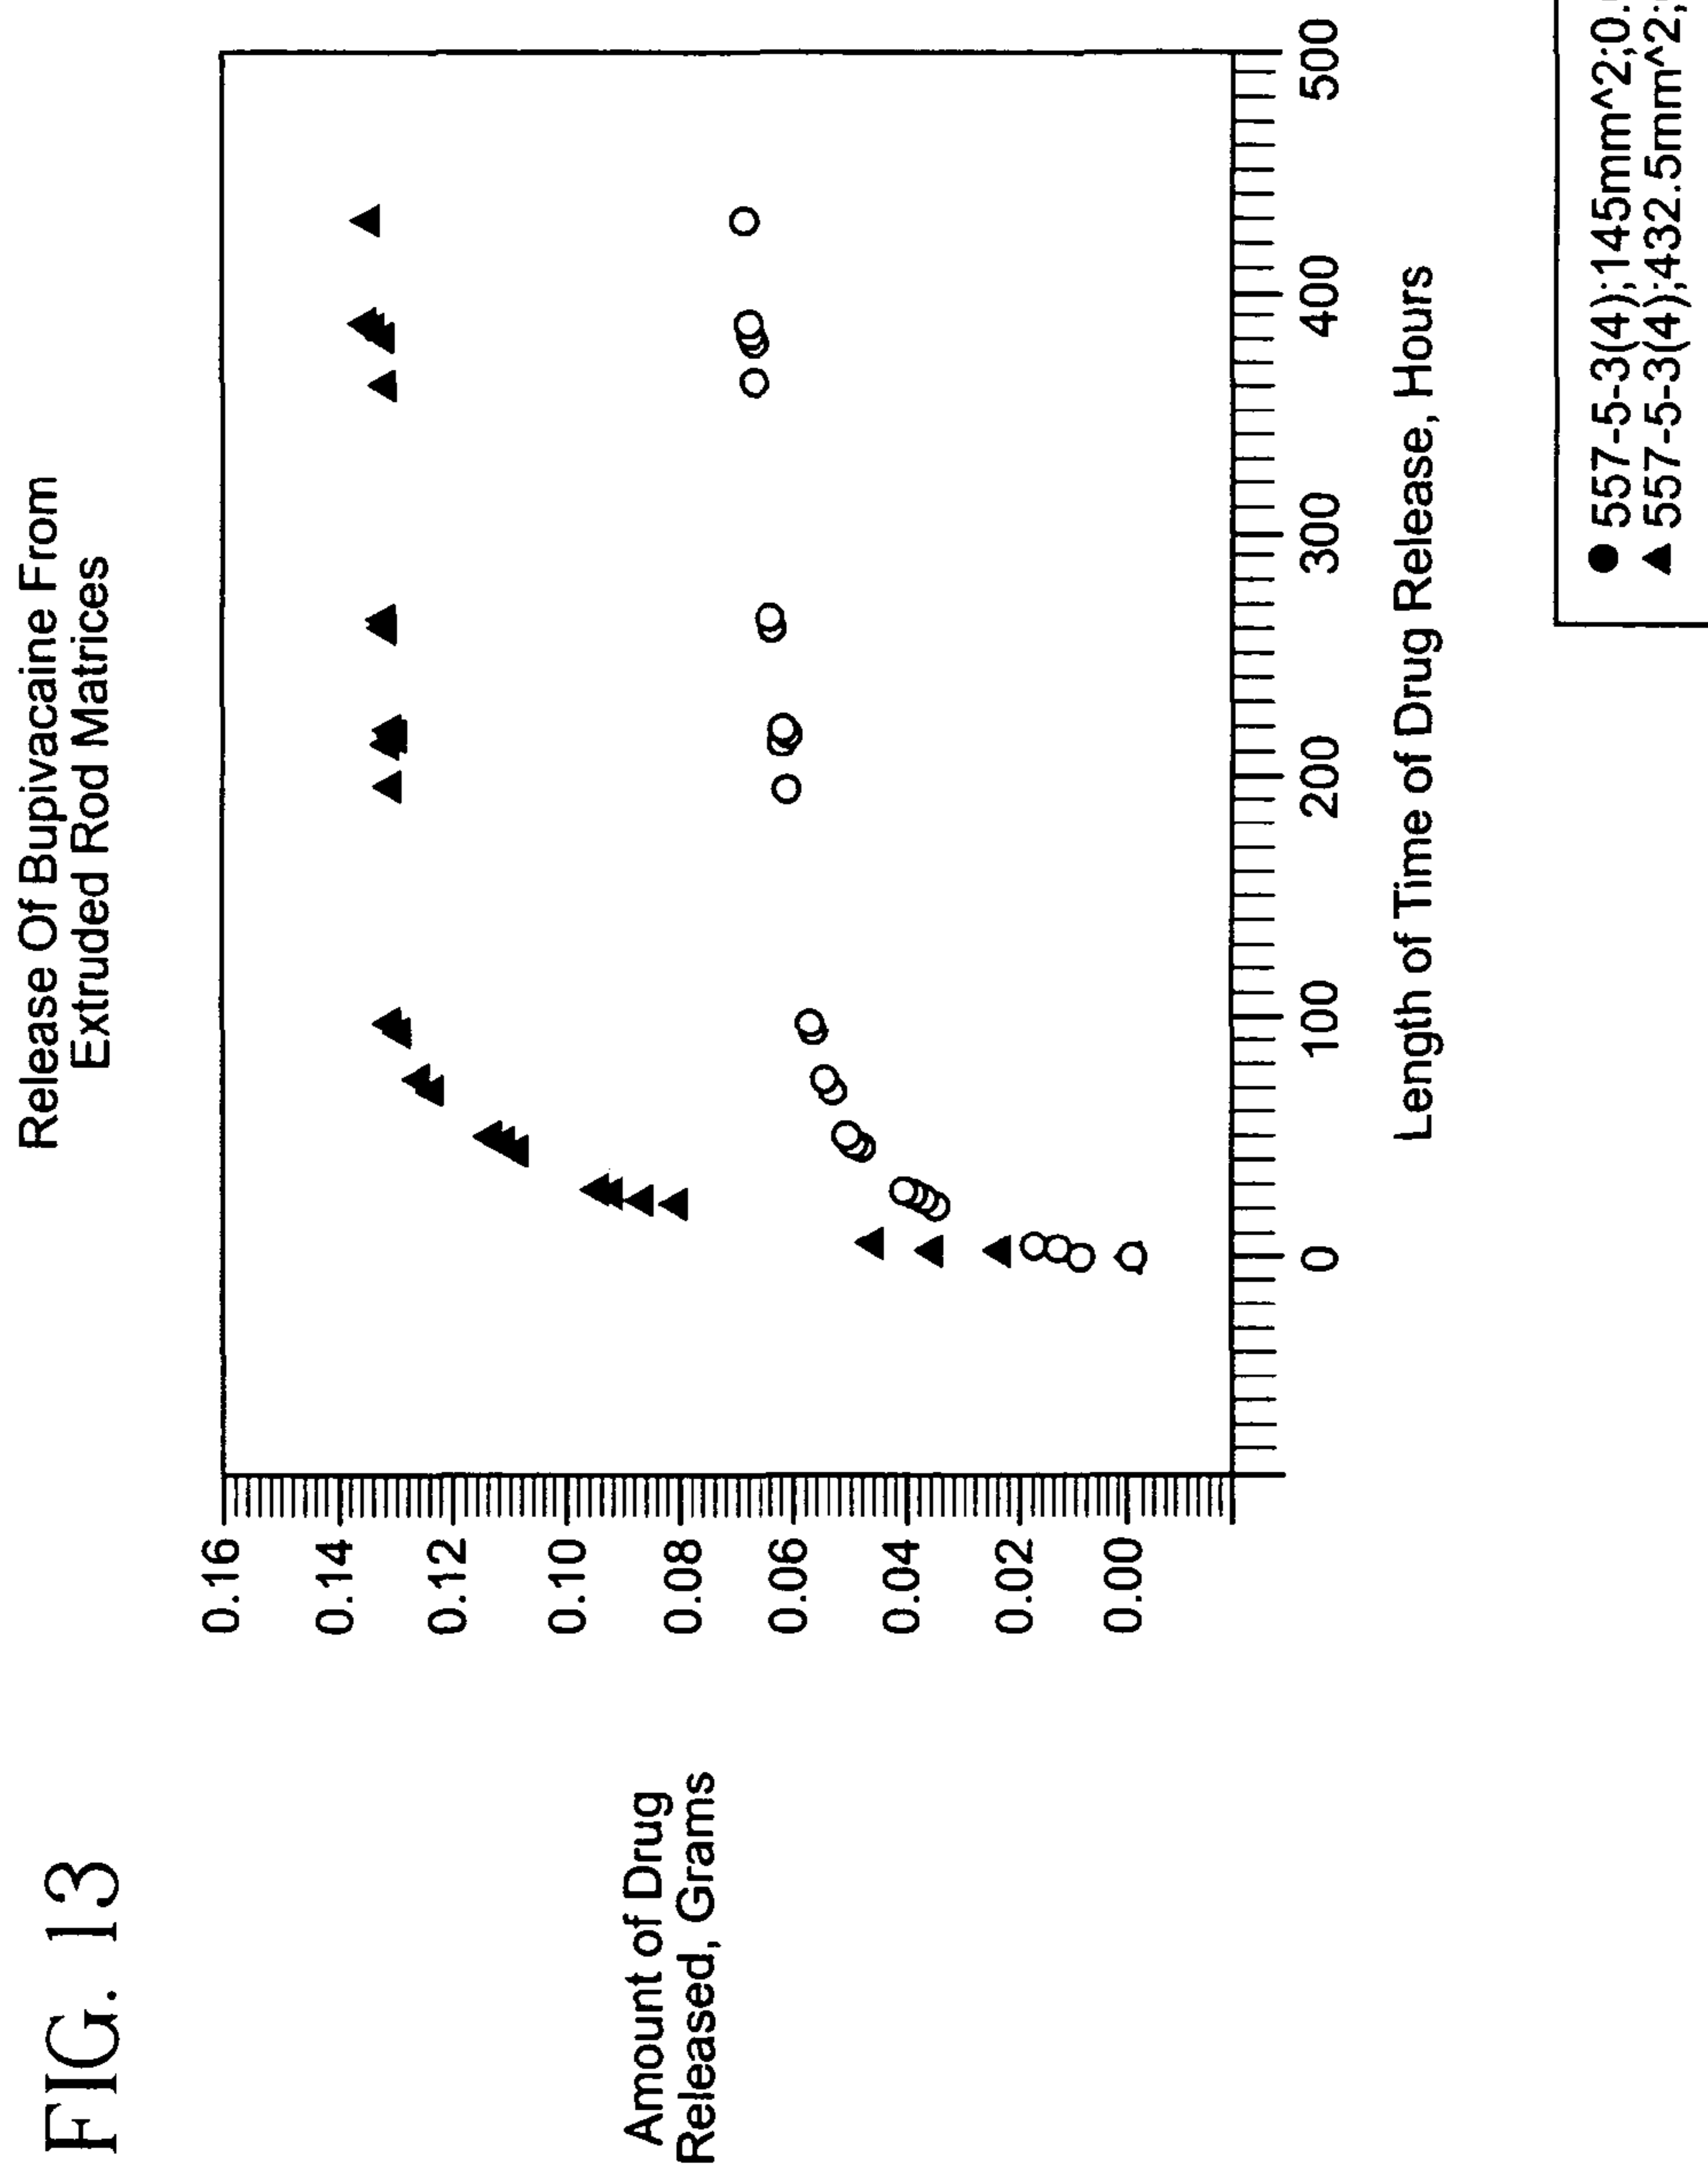 FIG. 13
Release Of Bupivacaine From
Extruded Rod Matrices
Amount of Drug
Released, Grams
0.16
0.14
0.12
0.10
0.08
0.06
0.04
0.02
0.00
0 100 200 300 400 500
Length of Time of Drug Release, Hours
● 557-5-3(4);145mm^2;0.
▲ 557-5-3(4);432.5mm^2;